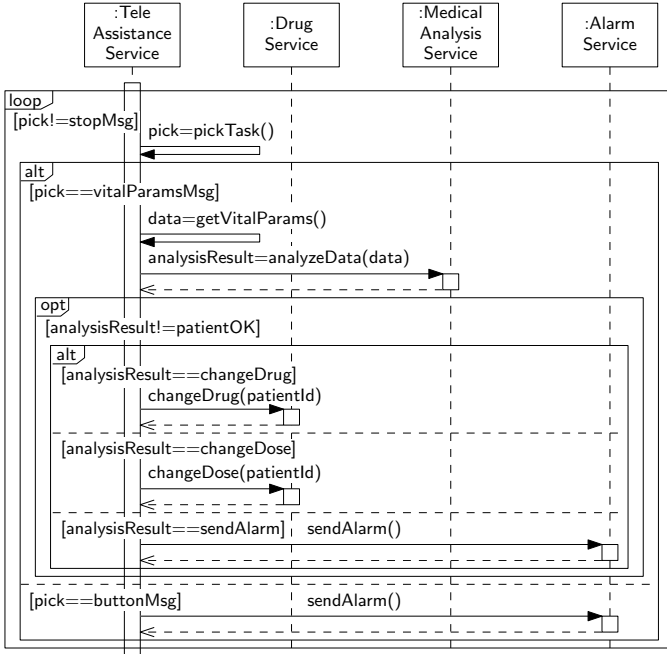 :Tele
Assistance
Service
:Drug
Service
:Medical
Analysis
Service
:Alarm
Service
loop
[pick!=stopMsg]
pick=pickTask()
alt
[pick==vitalParamsMsg]
data=getVitalParams()
analysisResult=analyzeData(data)
opt
[analysisResult!=patientOK]
alt
[analysisResult==changeDrug]
changeDrug(patientId)
[analysisResult==changeDose]
changeDose(patientId)
[analysisResult==sendAlarm] sendAlarm()
[pick==buttonMsg] sendAlarm()